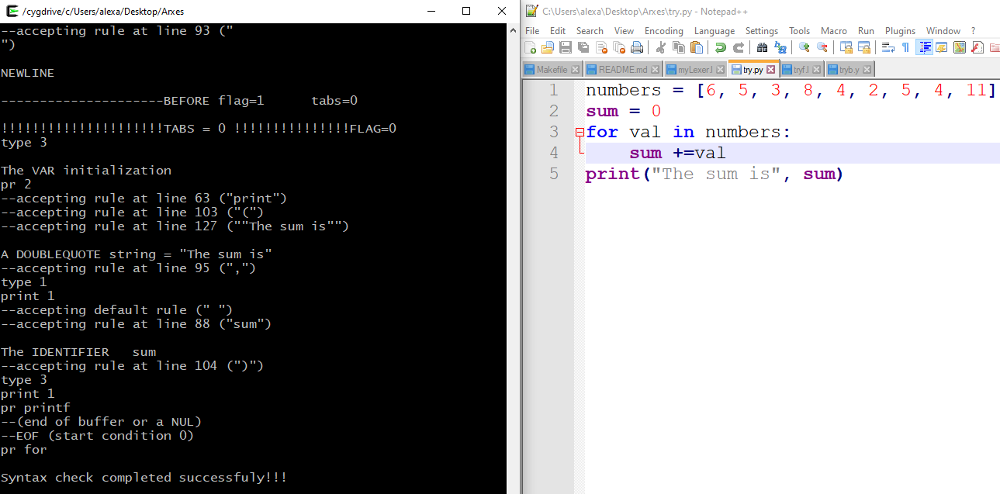 /cygdrive/c/Users/alexa/Desktop/Arxes
--accepting rule at line 93 ("
")
NEWLINE
---------------------BEFORE flag=1      tabs=0
!!!!!!!!!!!!!!!!!!!!!TABS = 0 !!!!!!!!!!!!!!!FLAG=0
type 3
The VAR initialization
pr 2
--accepting rule at line 63 ("print")
--accepting rule at line 103 ("(")
--accepting rule at line 127 (""The sum is"")
A DOUBLEQUOTE string = "The sum is"
--accepting rule at line 95 (",")
type 1
print 1
--accepting default rule (" ")
--accepting rule at line 88 ("sum")
The IDENTIFIER   sum
--accepting rule at line 104 (")")
type 3
print 1
pr printf
--(end of buffer or a NUL)
--EOF (start condition 0)
pr for
Syntax check completed successfuly!!!
C:\Users\alexa\Desktop\Arxes\try.py - Notepad++
File Edit Search View Encoding Language Settings Tools Macro Run Plugins Window ?
Makefile README.md myLexer.l try.py tryf.l tryb.y
1 numbers = [6, 5, 3, 8, 4, 2, 5, 4, 11]
2 sum = 0
3 for val in numbers:
4     sum +=val
5 print("The sum is", sum)